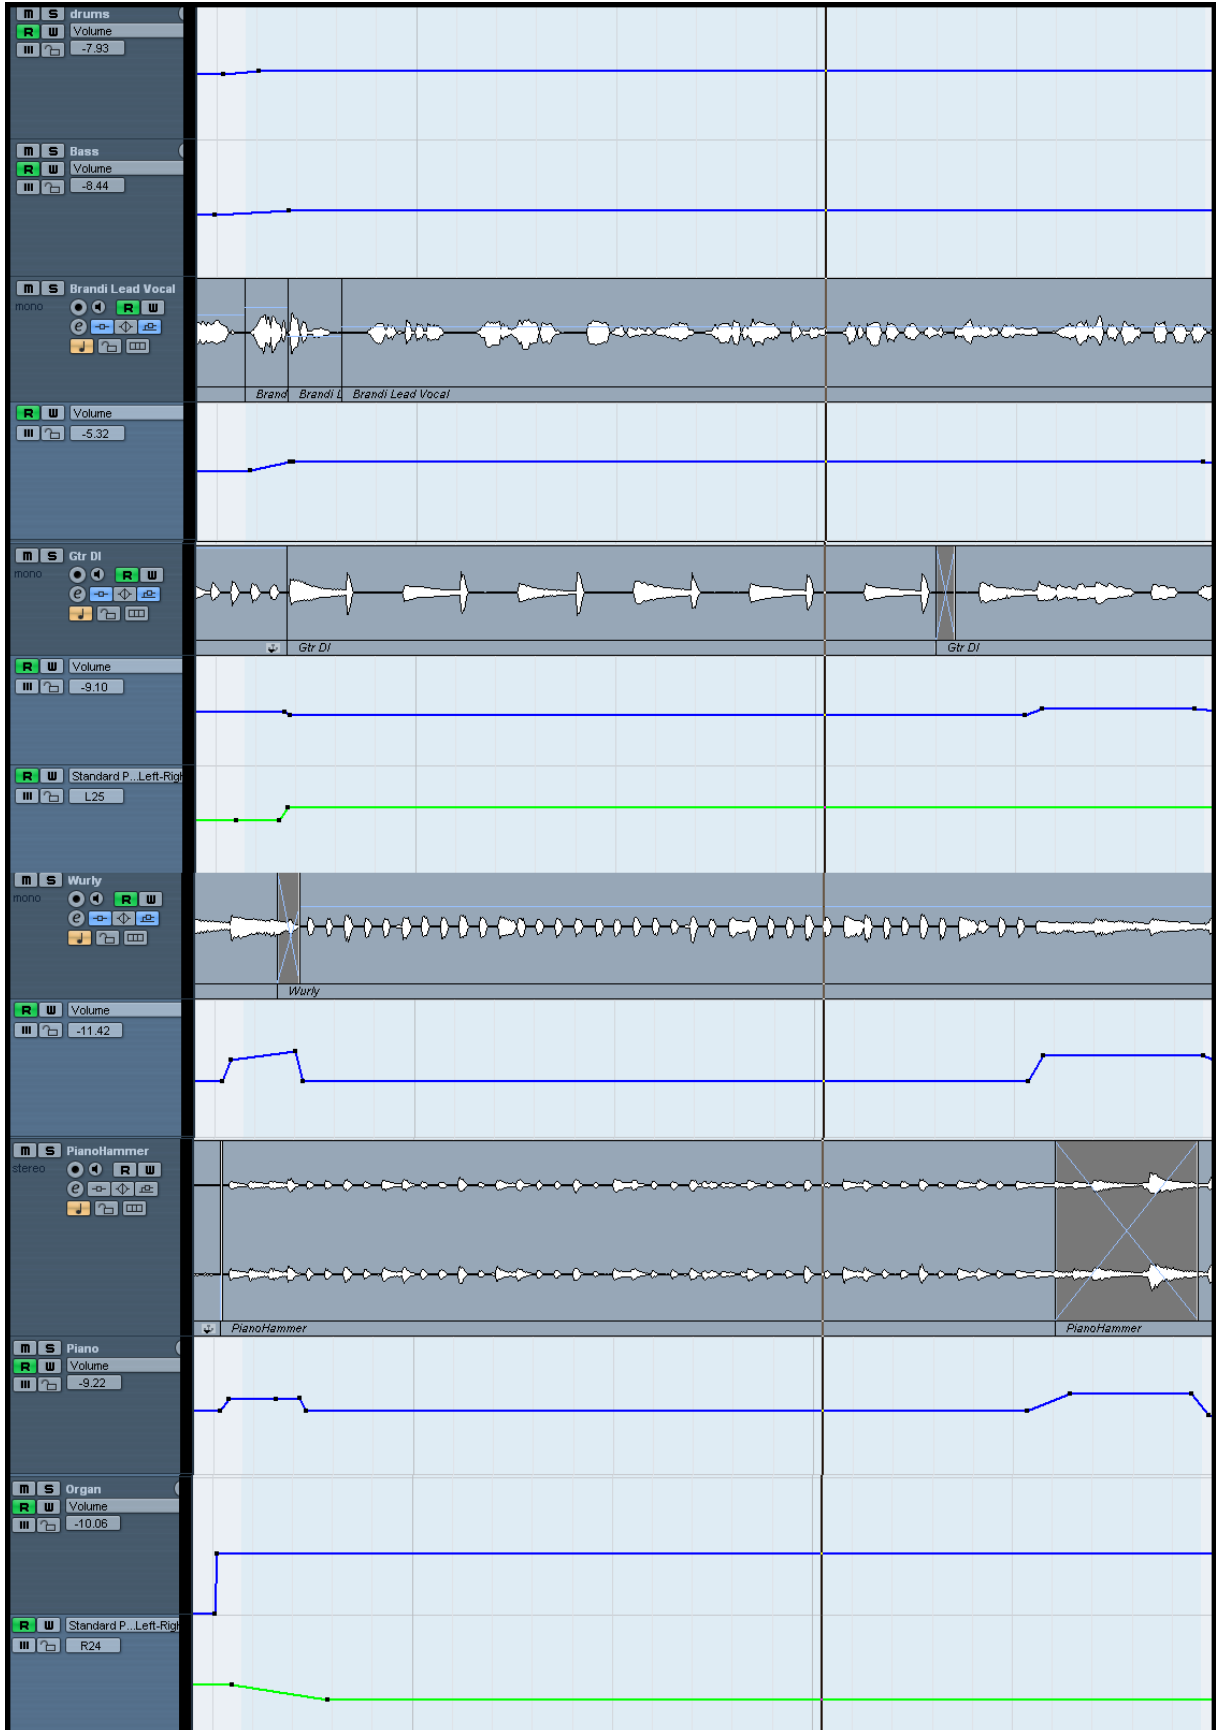 m S drums
R W Volume
-7.93
m S Bass
R W Volume
-8.44
m S Brandi Lead Vocal
mono R W
e
Brand Brandi L Brandi Lead Vocal
R W Volume
-5.32
m S Gtr DI
mono R W
e
Gtr DI Gtr DI
R W Volume
-9.10
R W Standard P...Left-Righ
L25
m S Wurly
mono R W
e
Wurly
R W Volume
-11.42
m S PianoHammer
stereo R W
e
PianoHammer PianoHammer
m S Piano
R W Volume
-9.22
m S Organ
R W Volume
-10.06
R W Standard P...Left-Righ
R24